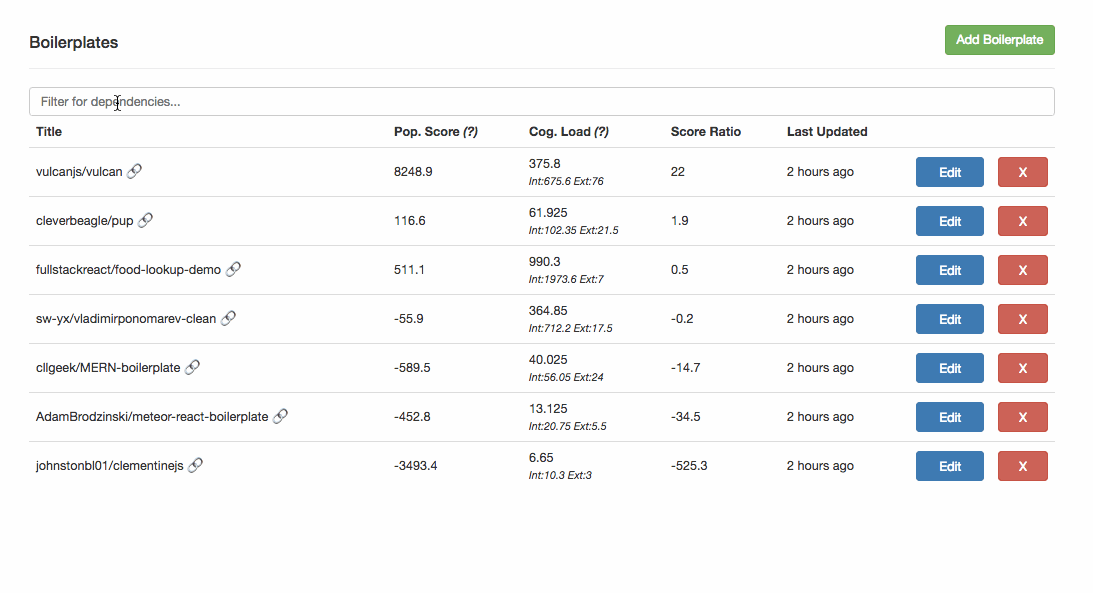 Boilerplates
Add Boilerplate
Filter for dependencies...
Title Pop. Score (?) Cog. Load (?) Score Ratio Last Updated
vulcanjs/vulcan 8248.9 375.8 22 2 hours ago Edit X
Int:675.6 Ext:76
cleverbeagle/pup 116.6 61.925 1.9 2 hours ago Edit X
Int:102.35 Ext:21.5
fullstackreact/food-lookup-demo 511.1 990.3 0.5 2 hours ago Edit X
Int:1973.6 Ext:7
sw-yx/vladimirponomarev-clean -55.9 364.85 -0.2 2 hours ago Edit X
Int:712.2 Ext:17.5
cllgeek/MERN-boilerplate -589.5 40.025 -14.7 2 hours ago Edit X
Int:56.05 Ext:24
AdamBrodzinski/meteor-react-boilerplate -452.8 13.125 -34.5 2 hours ago Edit X
Int:20.75 Ext:5.5
johnstonbl01/clementinejs -3493.4 6.65 -525.3 2 hours ago Edit X
Int:10.3 Ext:3